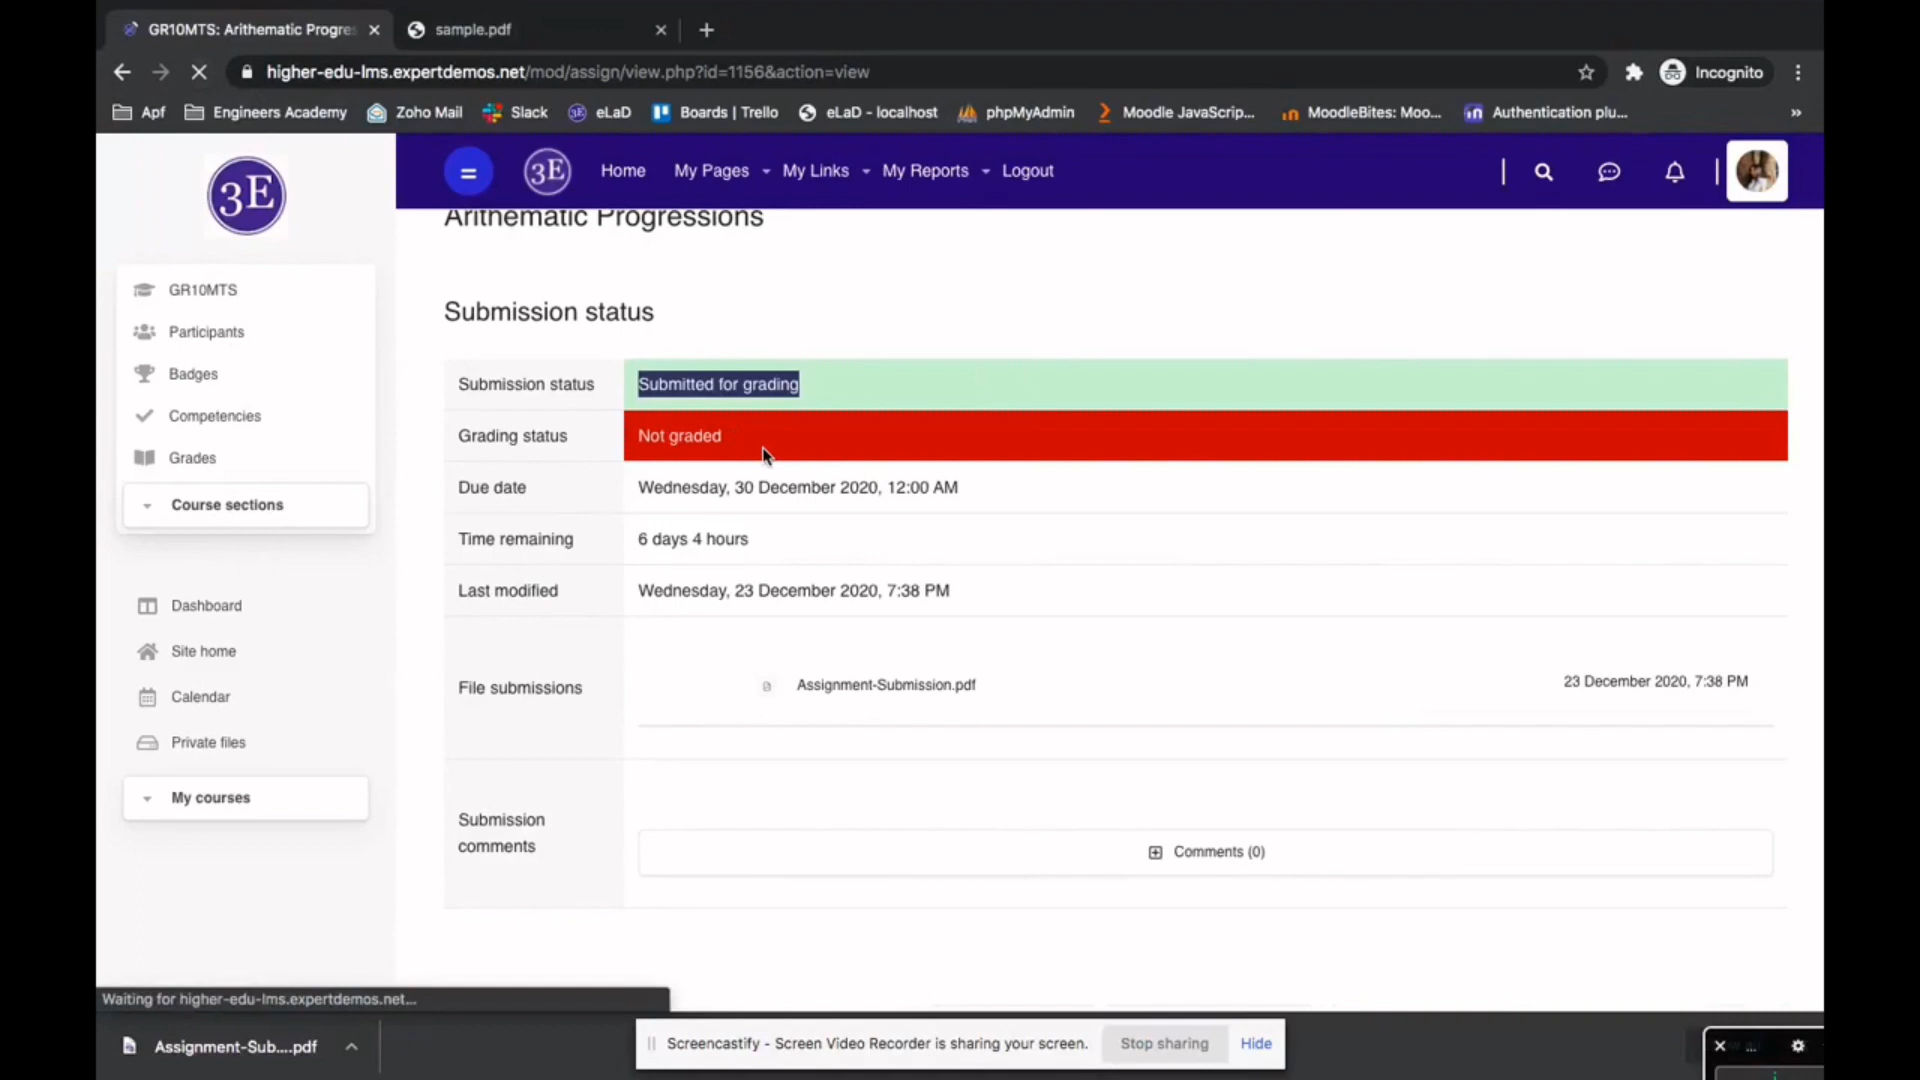 GR10MTS: Arithematic Progre
sample.pdf
higher-edu-lms.expertdemos.net/mod/assign/view.php?id=1156&action=view
Incognito
Apf
Engineers Academy
Zoho Mail
Slack
eLaD
Boards | Trello
eLaD - localhost
phpMyAdmin
Moodle JavaScrip...
MoodleBites: Moo...
Authentication plu...
»
3E
3E
Home
My Pages
My Links
My Reports
Logout
Arithematic Progressions
GR10MTS
Participants
Badges
Competencies
Grades
Course sections
Dashboard
Site home
Calendar
Private files
My courses
Submission status
Submission status
Submitted for grading
Grading status
Not graded
Due date
Wednesday, 30 December 2020, 12:00 AM
Time remaining
6 days 4 hours
Last modified
Wednesday, 23 December 2020, 7:38 PM
File submissions
Assignment-Submission.pdf
23 December 2020, 7:38 PM
Submission
comments
Comments (0)
Waiting for higher-edu-lms.expertdemos.net...
Assignment-Sub....pdf
Screencastify - Screen Video Recorder is sharing your screen.
Stop sharing
Hide
...